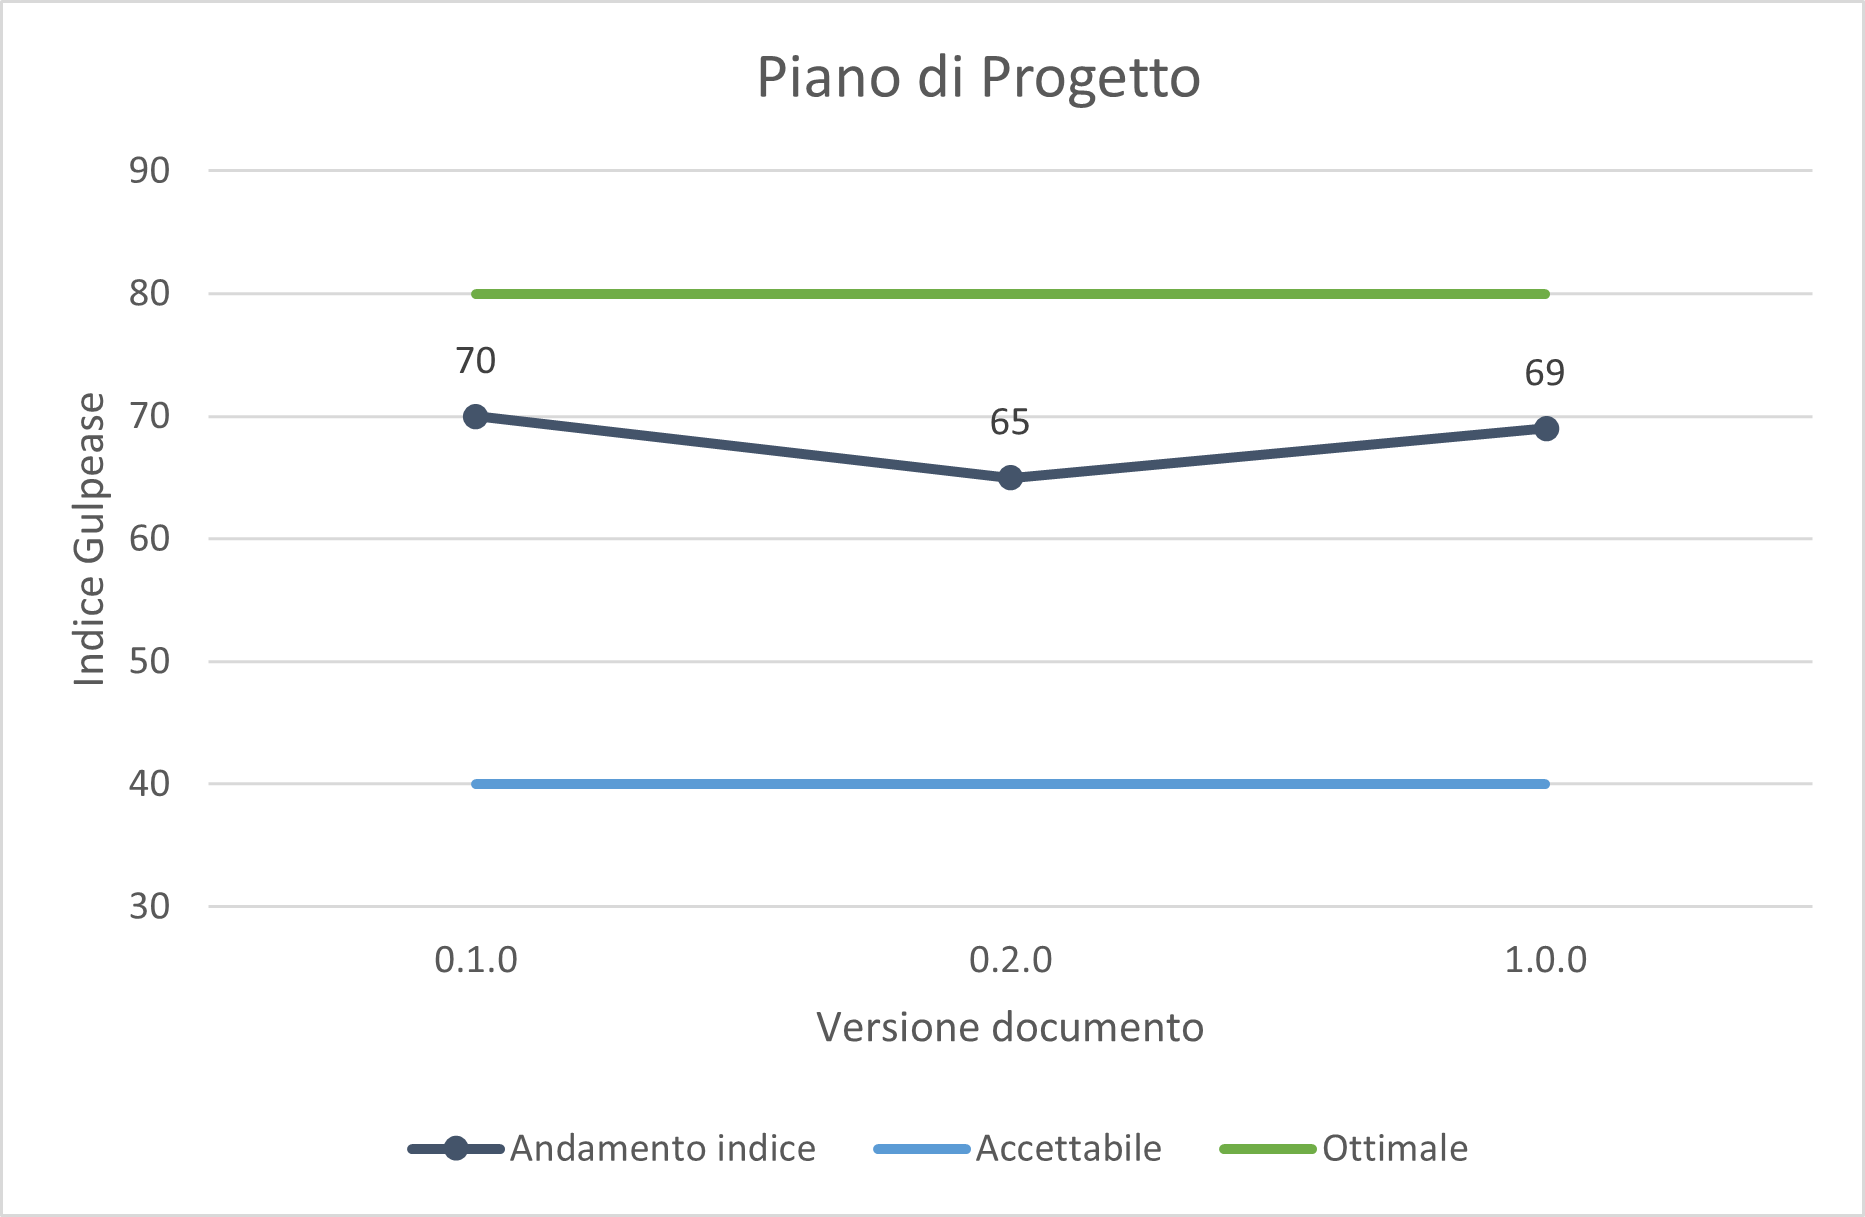 Piano di Progetto
90
80
70
60
50
40
30
Indice Gulpease
70
65
69
0.1.0
0.2.0
1.0.0
Versione documento
Andamento indice
Accettabile
Ottimale